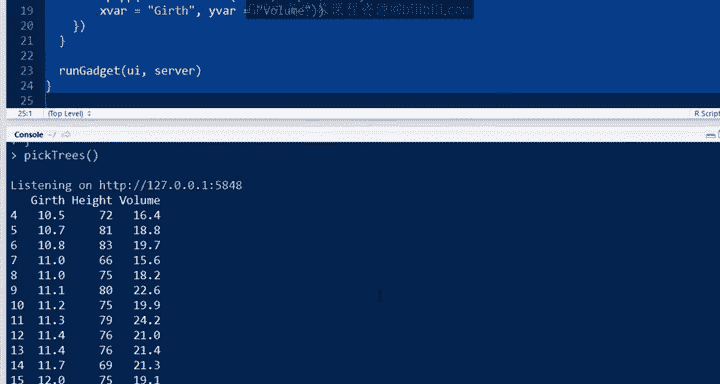 19 xvar = "Girth", yvar = "Volume"))
20 })
21 }
22
23 runGadget(ui, server)
24 }
25
25:1 (Top Level) R Script
Console ~/
> pickTrees()
Listening on http://127.0.0.1:5848
Girth Height Volume
4 10.5 72 16.4
5 10.7 81 18.8
6 10.8 83 19.7
7 11.0 66 15.6
8 11.0 75 18.2
9 11.1 80 22.6
10 11.2 75 19.9
11 11.3 79 24.2
12 11.4 76 21.0
13 11.4 76 21.4
14 11.7 69 21.3
15 12.0 75 19.1